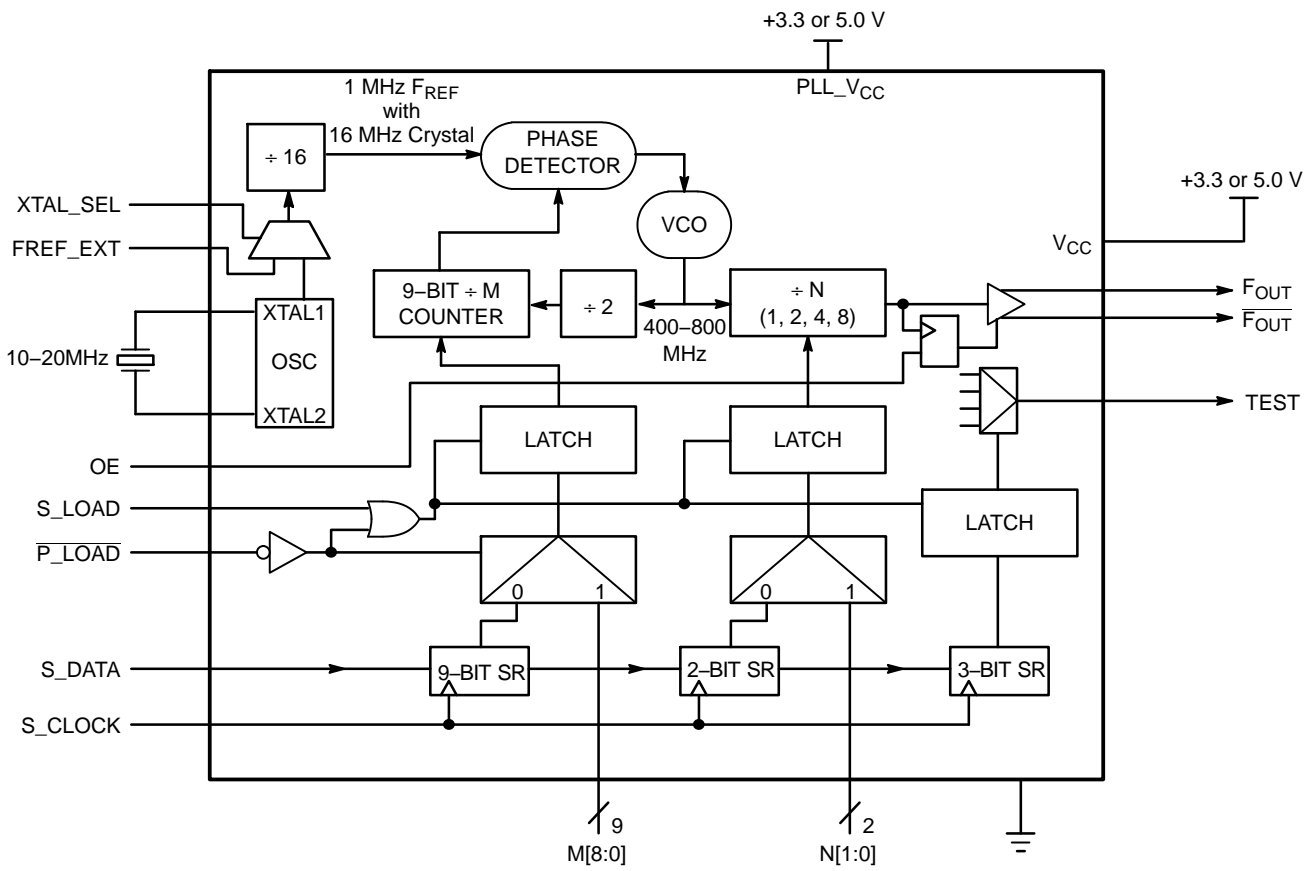 +3.3 or 5.0 V
PLL_VCC
1 MHz FREF
with
16 MHz Crystal
÷ 16
PHASE
DETECTOR
+3.3 or 5.0 V
XTAL_SEL
VCO
FREF_EXT
VCC
9–BIT ÷ M
COUNTER
÷ 2
÷ N
(1, 2, 4, 8)
FOUT
FOUT
XTAL1
400–800
MHz
10–20MHz
OSC
XTAL2
TEST
LATCH
LATCH
OE
S_LOAD
LATCH
P_LOAD
0
1
0
1
S_DATA
9–BIT SR
2–BIT SR
3–BIT SR
S_CLOCK
9
2
M[8:0]
N[1:0]